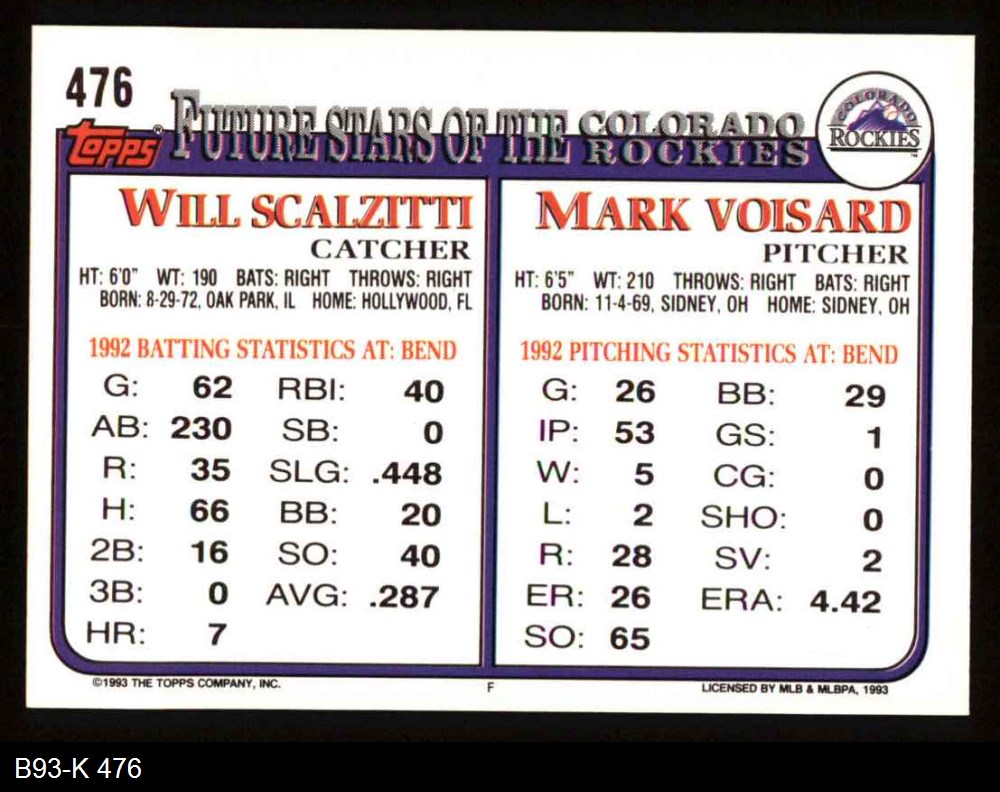 476
Topps®
FUTURE STARS OF THE COLORADO ROCKIES
COLORADO
ROCKIES
™
WILL SCALZITTI
CATCHER
HT: 6'0" WT: 190 BATS: RIGHT THROWS: RIGHT
BORN: 8-29-72, OAK PARK, IL HOME: HOLLYWOOD, FL
1992 BATTING STATISTICS AT: BEND
G: 62 RBI: 40
AB: 230 SB: 0
R: 35 SLG: .448
H: 66 BB: 20
2B: 16 SO: 40
3B: 0 AVG: .287
HR: 7
MARK VOISARD
PITCHER
HT: 6'5" WT: 210 THROWS: RIGHT BATS: RIGHT
BORN: 11-4-69, SIDNEY, OH HOME: SIDNEY, OH
1992 PITCHING STATISTICS AT: BEND
G: 26 BB: 29
IP: 53 GS: 1
W: 5 CG: 0
L: 2 SHO: 0
R: 28 SV: 2
ER: 26 ERA: 4.42
SO: 65
©1993 THE TOPPS COMPANY, INC. F LICENSED BY MLB & MLBPA, 1993
B93-K 476